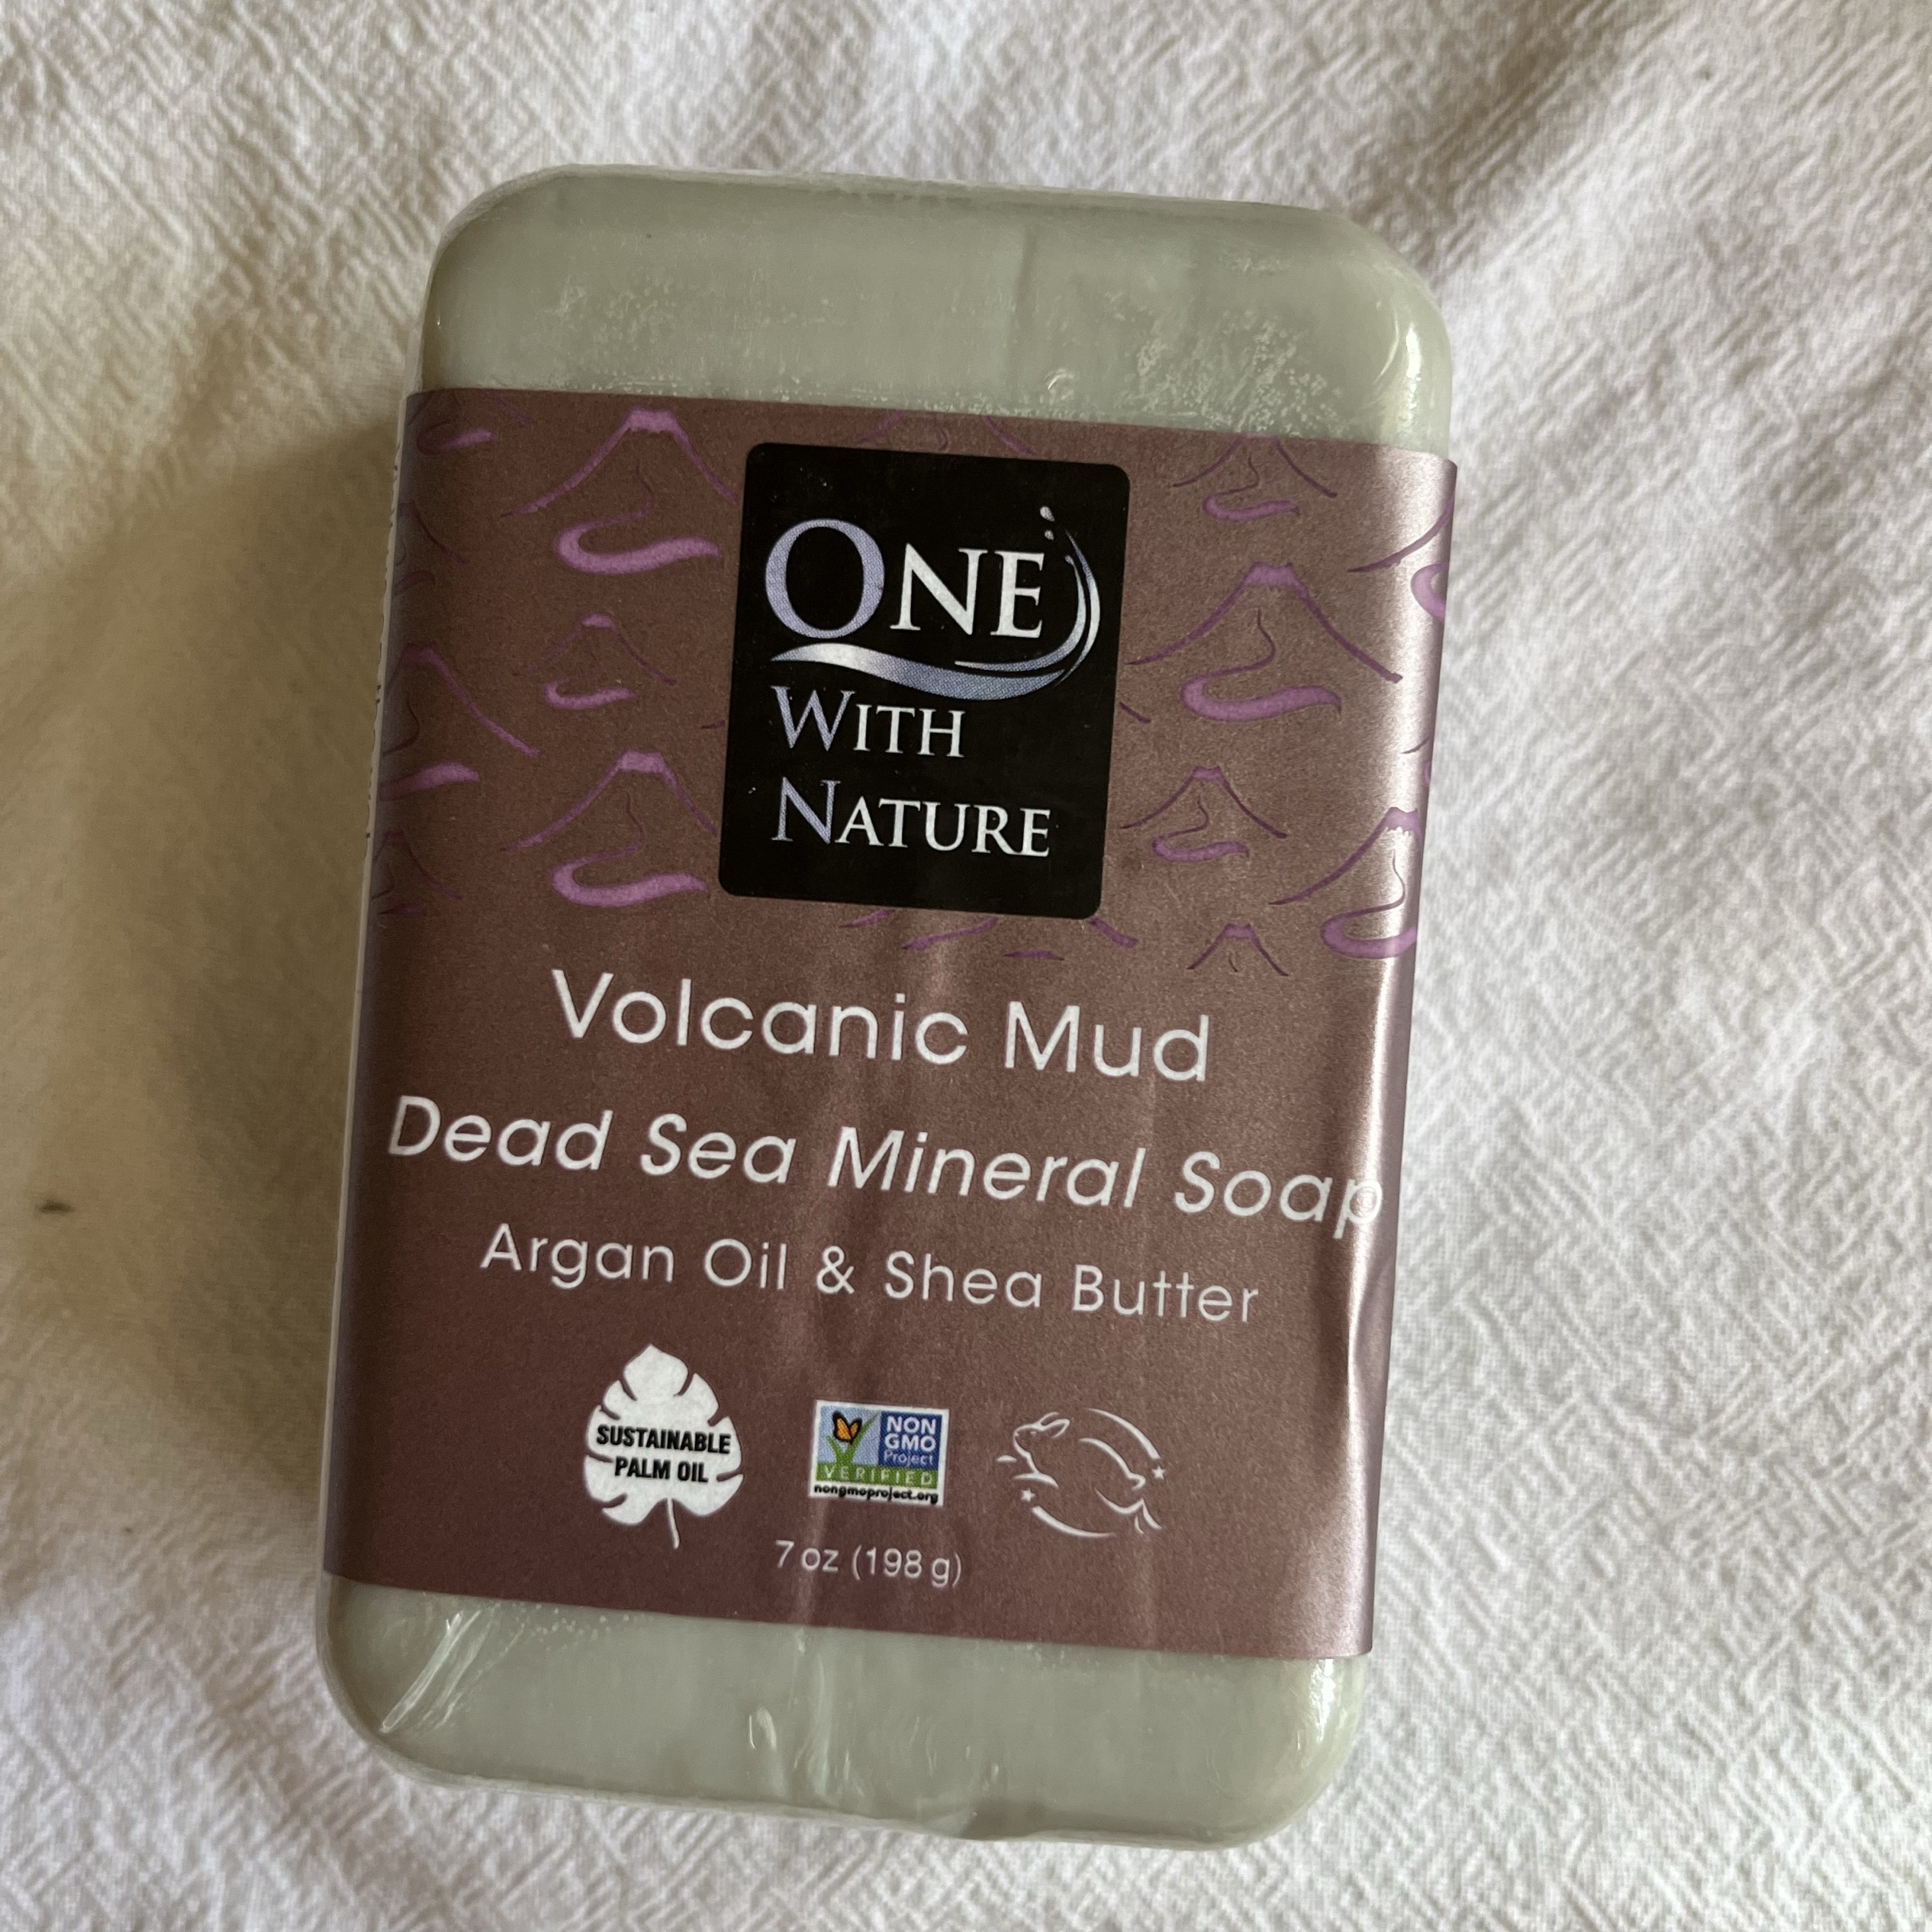 ONE
WITH
NATURE
Volcanic Mud
Dead Sea Mineral Soap
Argan Oil & Shea Butter
SUSTAINABLE
PALM OIL
NON
GMO
Project
VERIFIED
nongmoproject.org
7 oz (198 g)